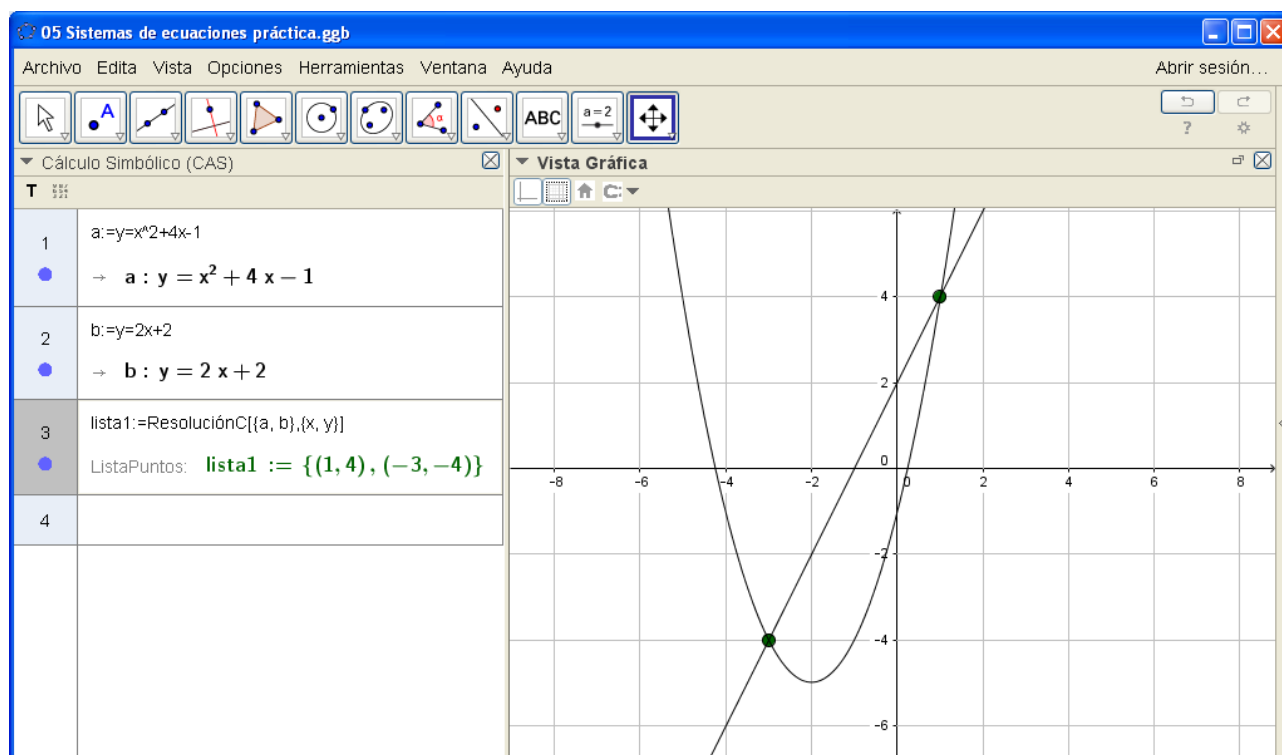 05 Sistemas de ecuaciones práctica.ggb
Archivo Edita Vista Opciones Herramientas Ventana Ayuda Abrir sesión...
A α ABC a=2
?
Cálculo Simbólico (CAS)
T
1 a:=y=x^2+4x-1
→ a : y = x² + 4 x − 1
2 b:=y=2x+2
→ b : y = 2 x + 2
3 lista1:=ResoluciónC[{a, b},{x, y}]
ListaPuntos: lista1 := {(1, 4) , (−3, −4)}
4
Vista Gráfica
4
2
0
-8 -6 -4 -2 0 2 4 6 8
-2
-4
-6